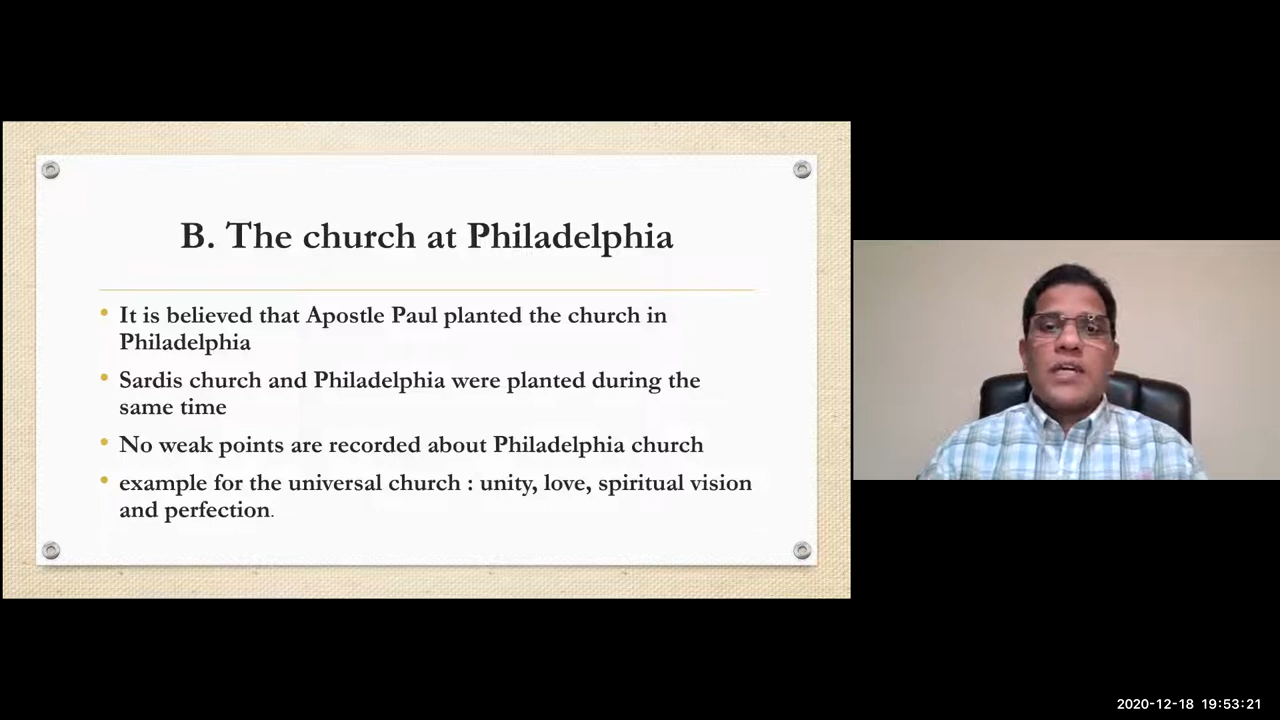 B. The church at Philadelphia
• It is believed that Apostle Paul planted the church in
Philadelphia
• Sardis church and Philadelphia were planted during the
same time
• No weak points are recorded about Philadelphia church
• example for the universal church : unity, love, spiritual vision
and perfection.
2020-12-18 19:53:21